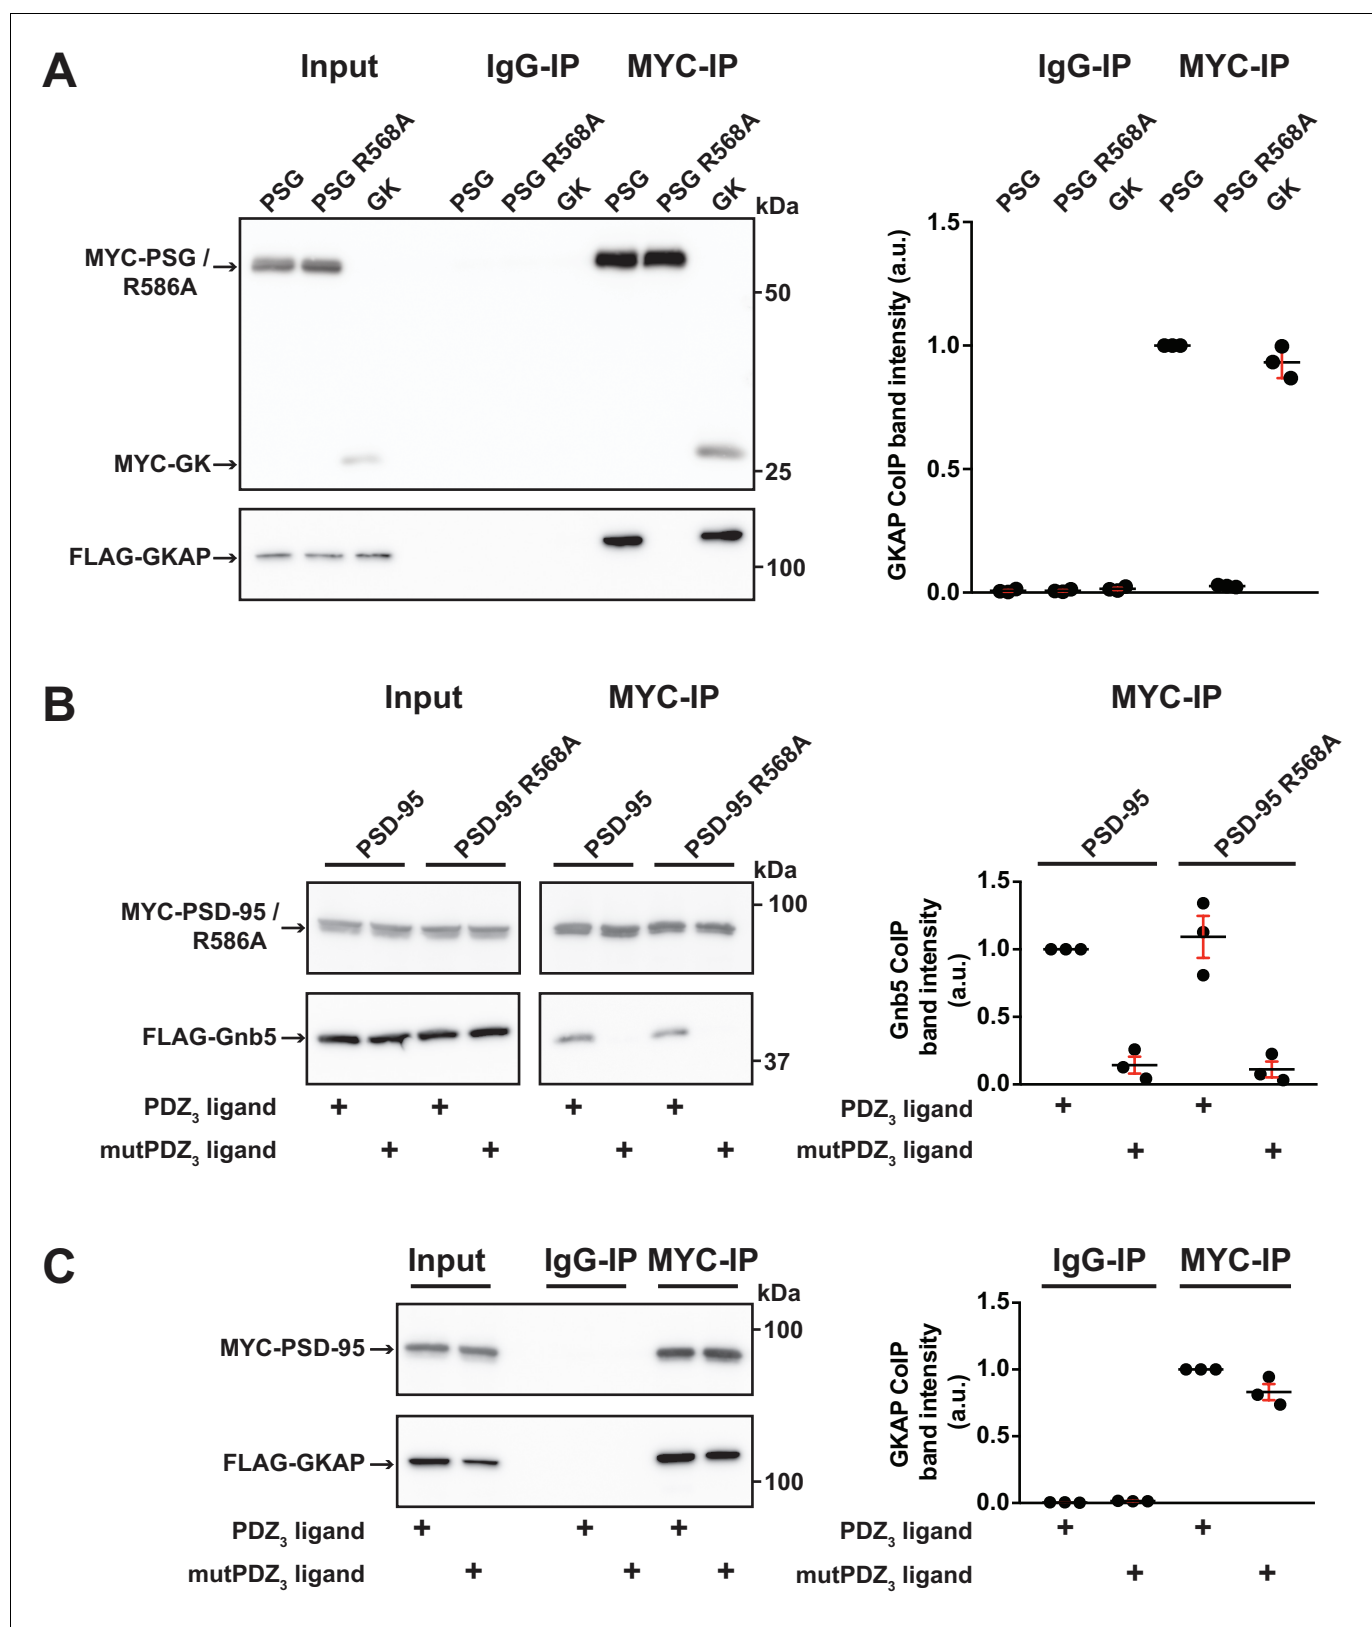 A
Input IgG-IP MYC-IP
PSG PSG R568A GK PSG PSG R568A GK PSG PSG R568A GK
kDa
MYC-PSG /
R586A
50
MYC-GK
25
FLAG-GKAP
100
IgG-IP MYC-IP
PSG PSG R568A GK PSG PSG R568A GK
GKAP CoIP band intensity (a.u.)
1.5
1.0
0.5
0.0
B
Input MYC-IP
PSD-95 PSD-95 R568A PSD-95 PSD-95 R568A
kDa
MYC-PSD-95 /
R586A
100
FLAG-Gnb5
37
PDZ3 ligand + + + +
mutPDZ3 ligand + + + +
MYC-IP
PSD-95 PSD-95 R568A
Gnb5 CoIP
band intensity
(a.u.)
1.5
1.0
0.5
0.0
PDZ3 ligand + +
mutPDZ3 ligand + +
C
Input IgG-IP MYC-IP
kDa
MYC-PSD-95
100
FLAG-GKAP
100
PDZ3 ligand + + +
mutPDZ3 ligand + + +
IgG-IP MYC-IP
GKAP CoIP
band intensity
(a.u.)
1.5
1.0
0.5
0.0
PDZ3 ligand + +
mutPDZ3 ligand + +